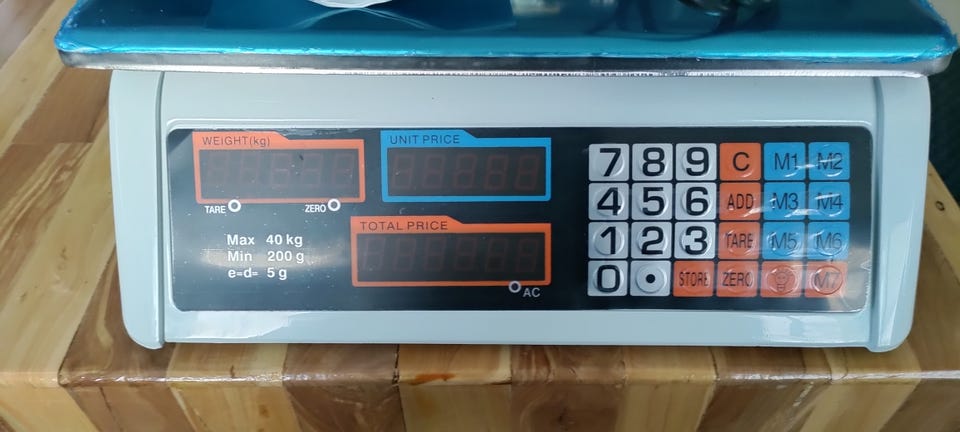 WEIGHT(kg)
UNIT PRICE
TARE ZERO
TOTAL PRICE
Max 40 kg
Min 200 g
e=d= 5 g
AC
7 8 9 C M1 M2
4 5 6 ADD M3 M4
1 2 3 TARE M5 M6
0 . STORE ZERO M7